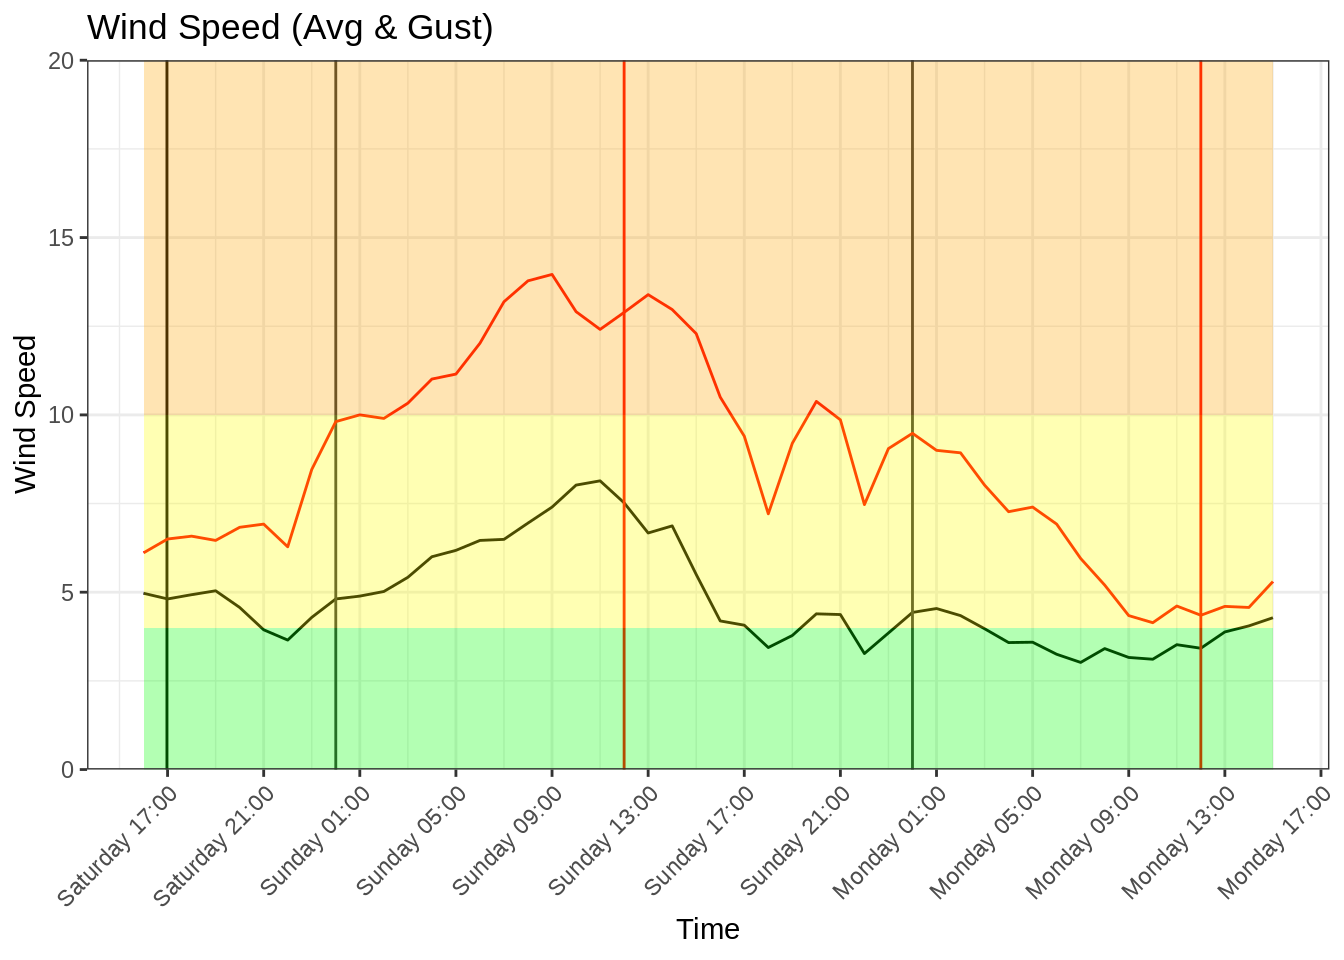 Wind Speed (Avg & Gust)
20
15
10
5
0
Wind Speed
Saturday 17:00
Saturday 21:00
Sunday 01:00
Sunday 05:00
Sunday 09:00
Sunday 13:00
Sunday 17:00
Sunday 21:00
Monday 01:00
Monday 05:00
Monday 09:00
Monday 13:00
Monday 17:00
Time